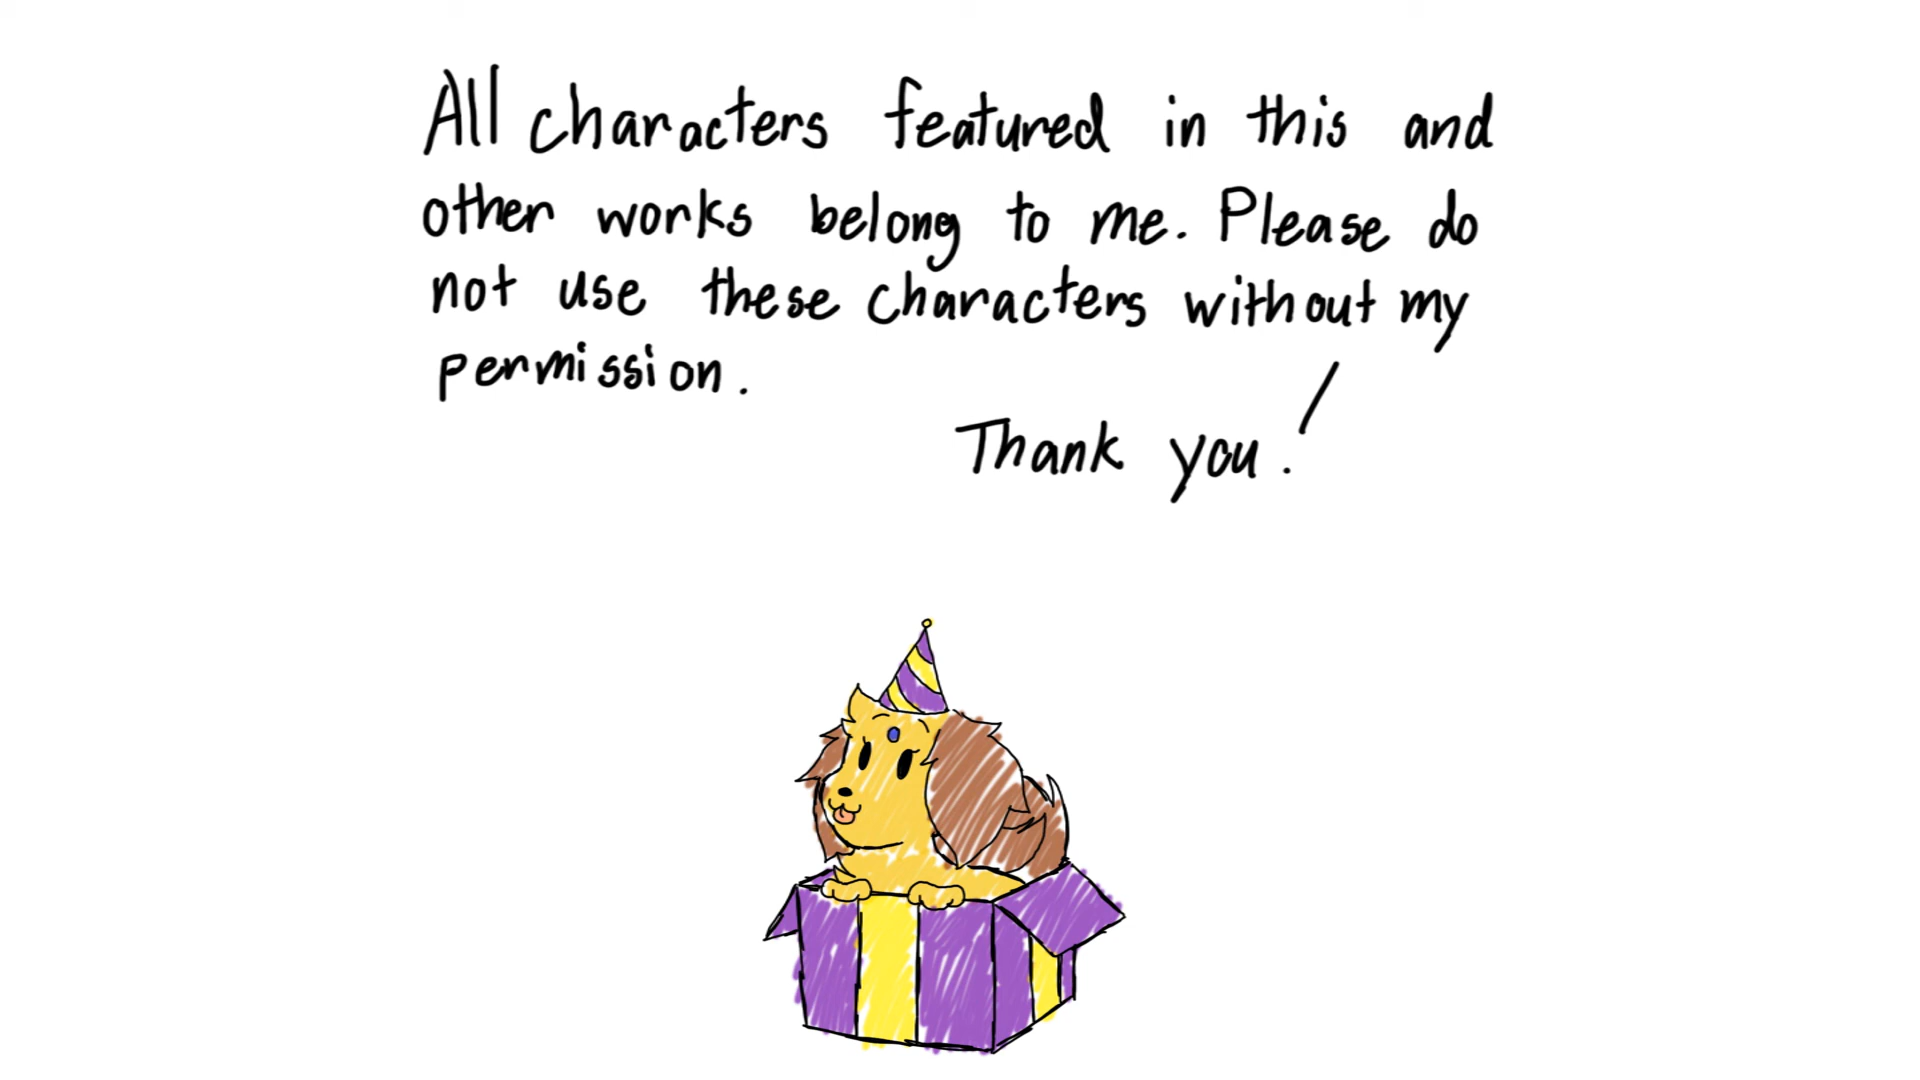 All characters featured in this and
other works belong to me. Please do
not use these characters without my
permission.
Thank you!